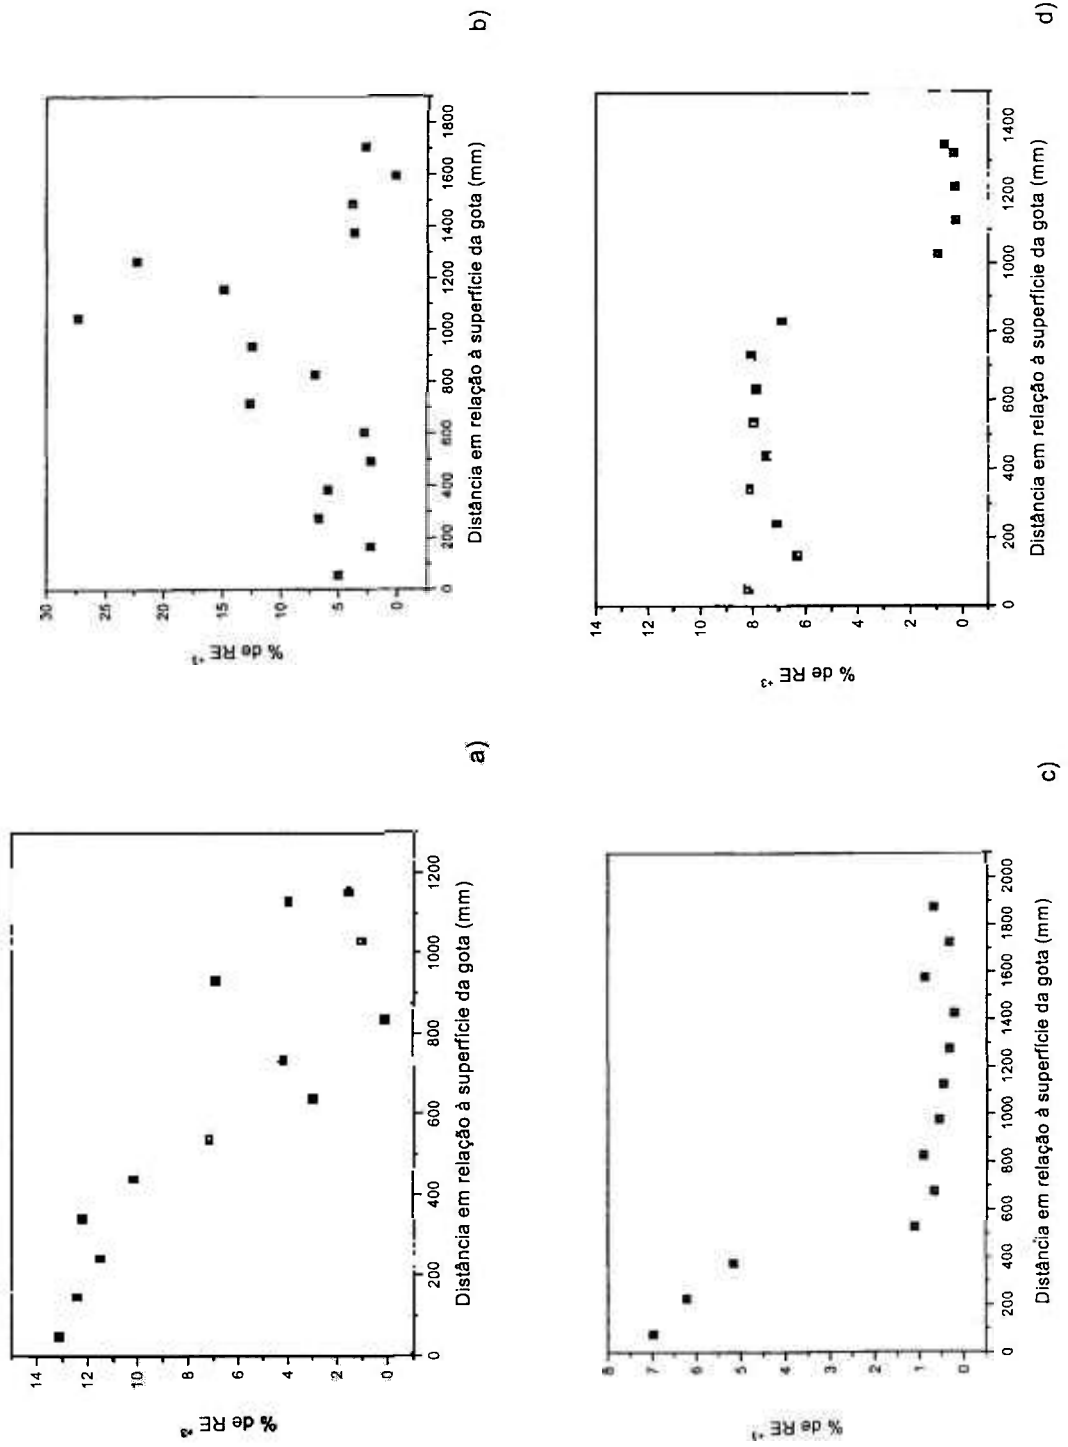 % de RE +3
14
12
10
8
6
4
2
0
0 200 400 600 800 1000 1200
Distância em relação à superfície da gota (mm)
a)
% de RE +3
30
25
20
15
10
5
0
0 200 400 600 800 1000 1200 1400 1600 1800
Distância em relação à superfície da gota (mm)
b)
% de RE +3
8
7
6
5
4
3
2
1
0
0 200 400 600 800 1000 1200 1400 1600 1800 2000
Distância em relação à superfície da gota (mm)
c)
% de RE +3
14
12
10
8
6
4
2
0
0 200 400 600 800 1000 1200 1400
Distância em relação à superfície da gota (mm)
d)